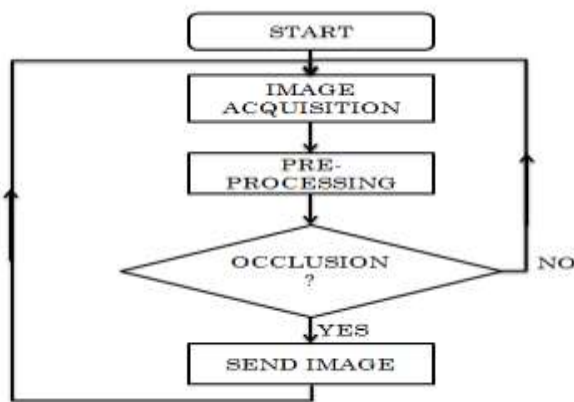 START
IMAGE
ACQUISITION
PRE-
PROCESSING
OCCLUSION
?
NO
YES
SEND IMAGE